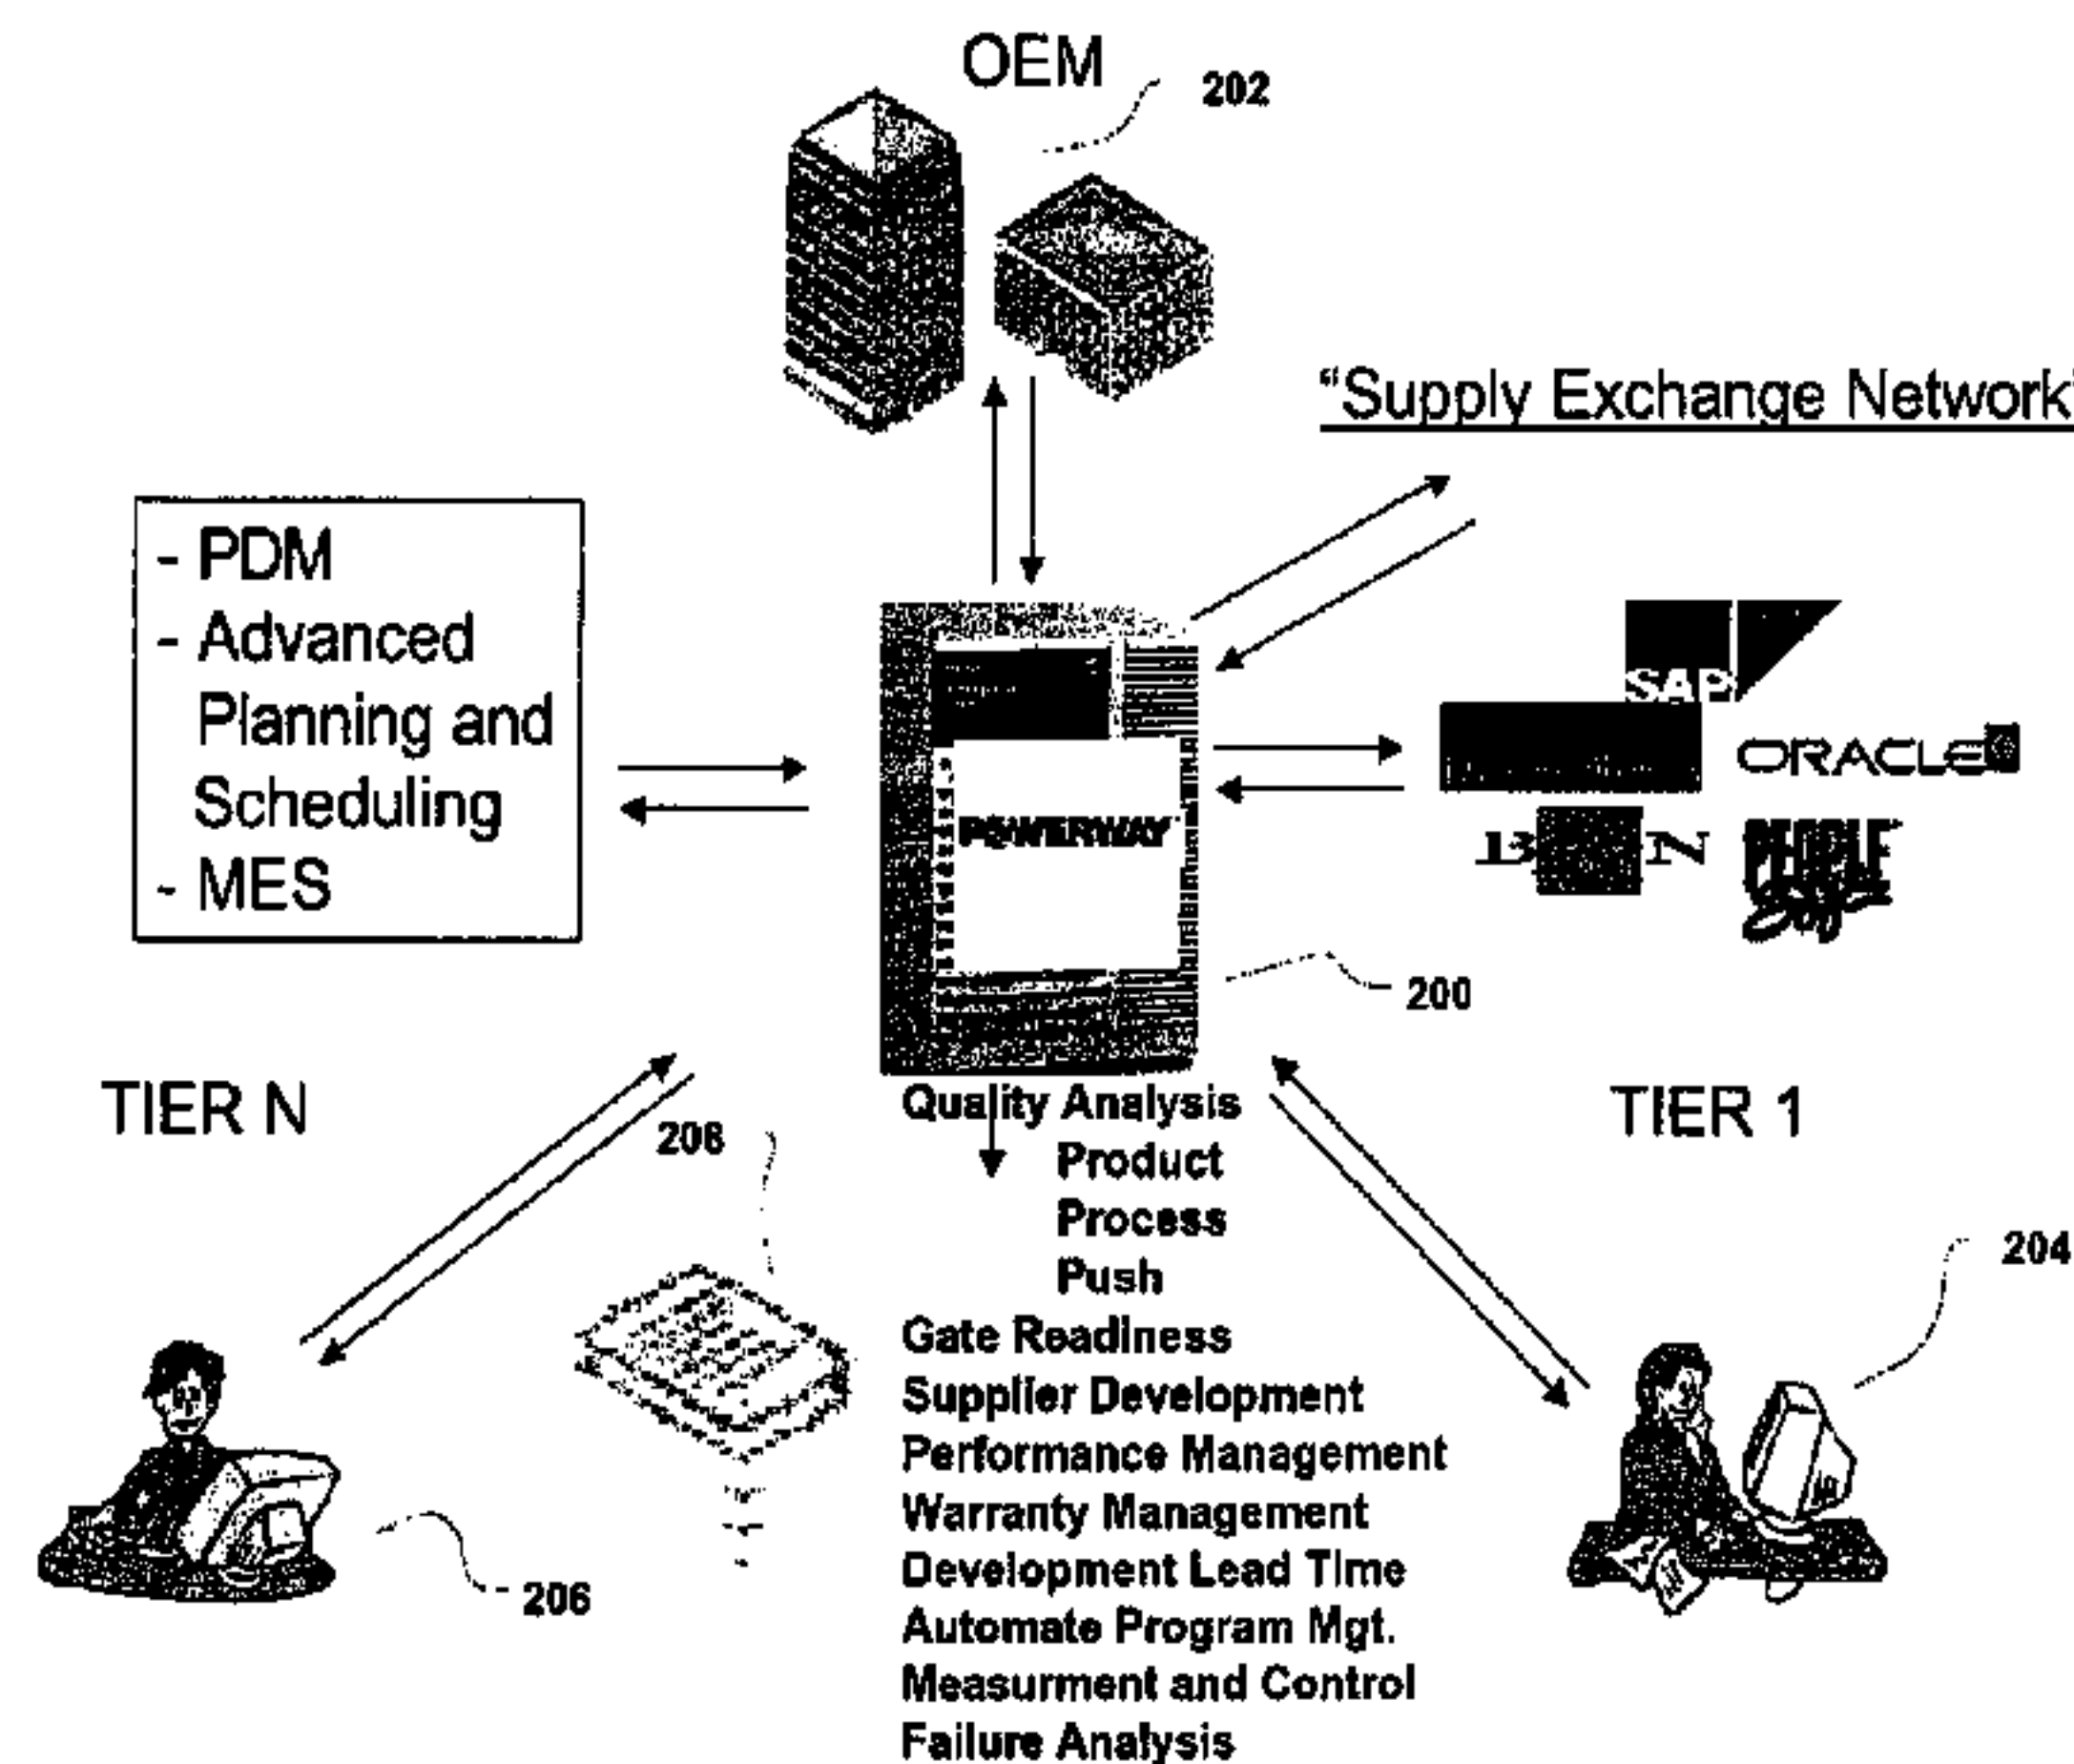 OEM
202
“Supply Exchange Network”
- PDM
- Advanced
Planning and
Scheduling
- MES
SAP
ORACLE
POWERWAY
200
TIER N
TIER 1
Quality Analysis
Product
Process
Push
Gate Readiness
Supplier Development
Performance Management
Warranty Management
Development Lead Time
Automate Program Mgt.
Measurment and Control
Failure Analysis
208
204
206